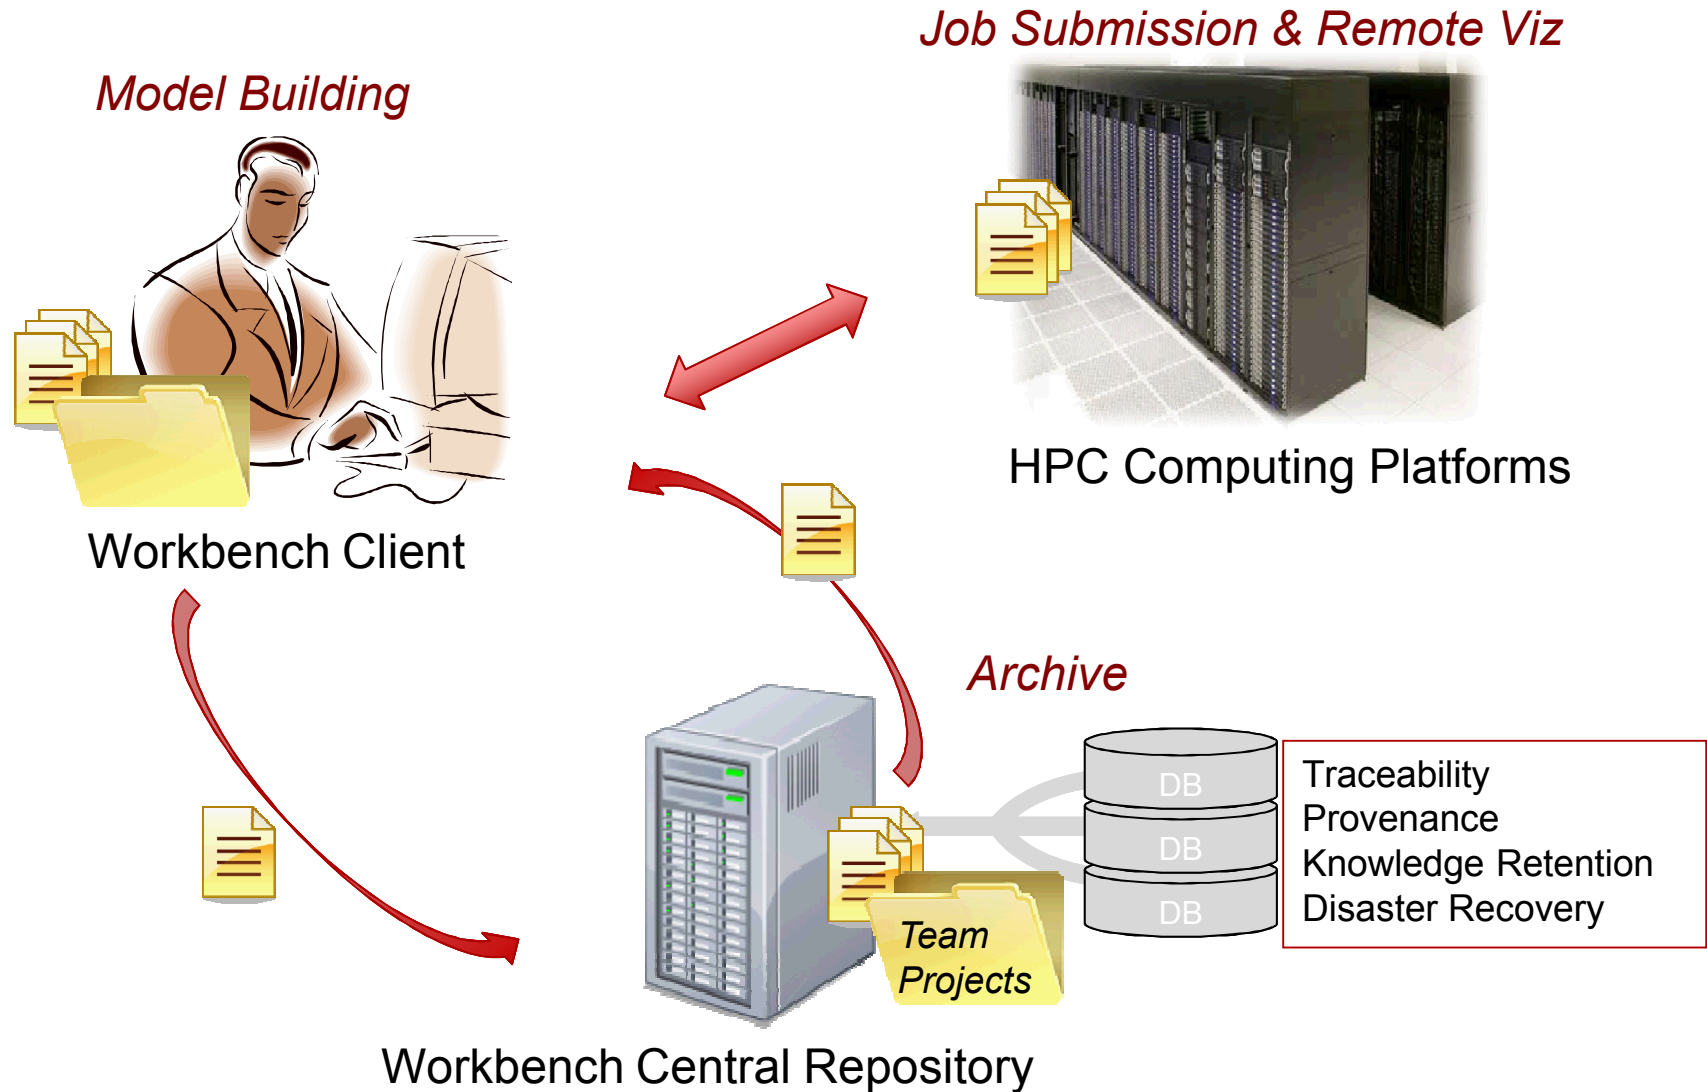 Job Submission & Remote Viz
Model Building
HPC Computing Platforms
Workbench Client
Archive
DB
DB
DB
Traceability
Provenance
Knowledge Retention
Disaster Recovery
Team
Projects
Workbench Central Repository